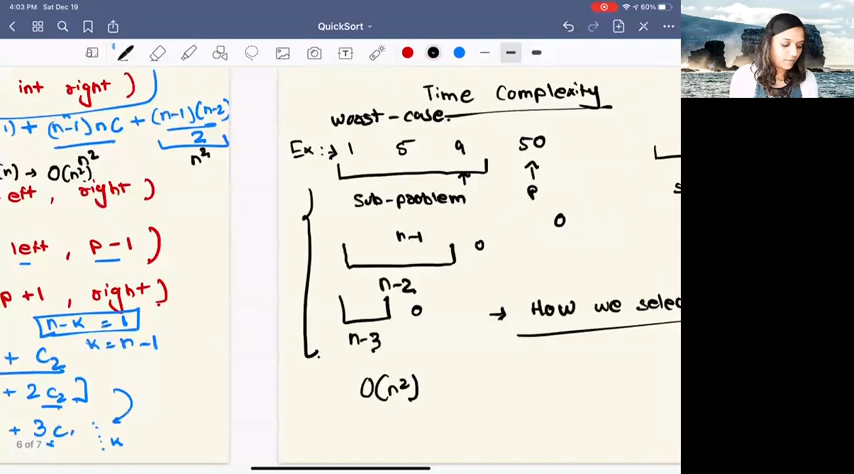 4:03 PM Sat Dec 19
60%
QuickSort
int right )
1) + (n-1)nC + (n-1)(n-2)
2
n²
n²
(n) → O(n²)
left , right )
left , p-1 )
p+1 , right )
n-k = 1
k = n-1
+ C₂
+ 2C₂]
+ 3C
k
6 of 7
Time Complexity
worst-case
Ex:→ 1 5 9 50
p
sub-problem
0
n-1
0
n-2
0
n-3
→ How we selec
O(n²)
s